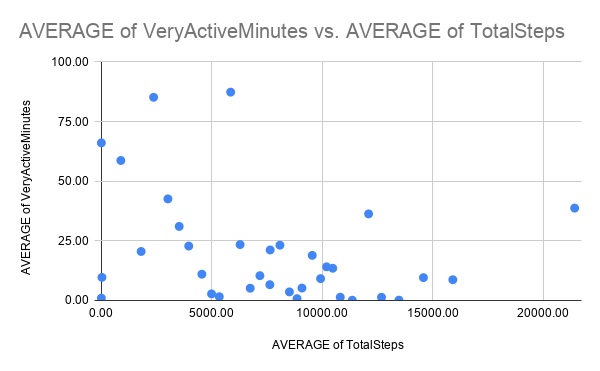 AVERAGE of VeryActiveMinutes vs. AVERAGE of TotalSteps
100.00
75.00
50.00
25.00
0.00
AVERAGE of VeryActiveMinutes
0.00 5000.00 10000.00 15000.00 20000.00
AVERAGE of TotalSteps